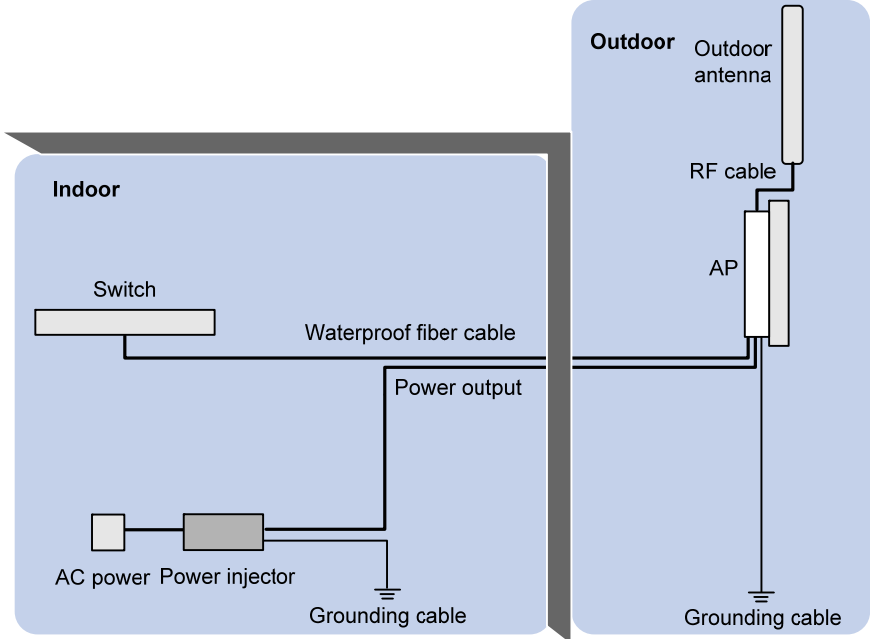 Outdoor
Outdoor
antenna
RF cable
Indoor
AP
Switch
Waterproof fiber cable
Power output
AC power
Power injector
Grounding cable
Grounding cable